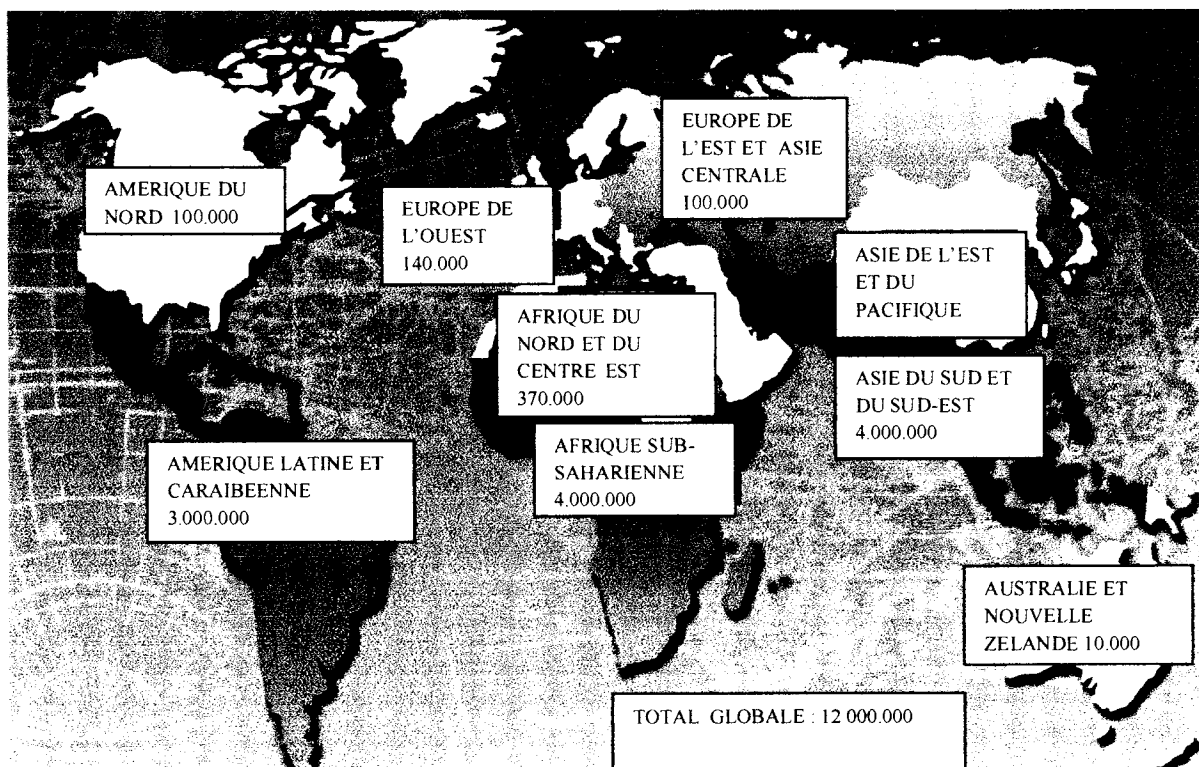 AMERIQUE DU
NORD 100.000
EUROPE DE
L'OUEST
140.000
EUROPE DE
L'EST ET ASIE
CENTRALE
100.000
AFRIQUE DU
NORD ET DU
CENTRE EST
370.000
ASIE DE L'EST
ET DU
PACIFIQUE
ASIE DU SUD ET
DU SUD-EST
4.000.000
AMERIQUE LATINE ET
CARAIBEENNE
3.000.000
AFRIQUE SUB-
SAHARIENNE
4.000.000
AUSTRALIE ET
NOUVELLE
ZELANDE 10.000
TOTAL GLOBALE : 12 000.000